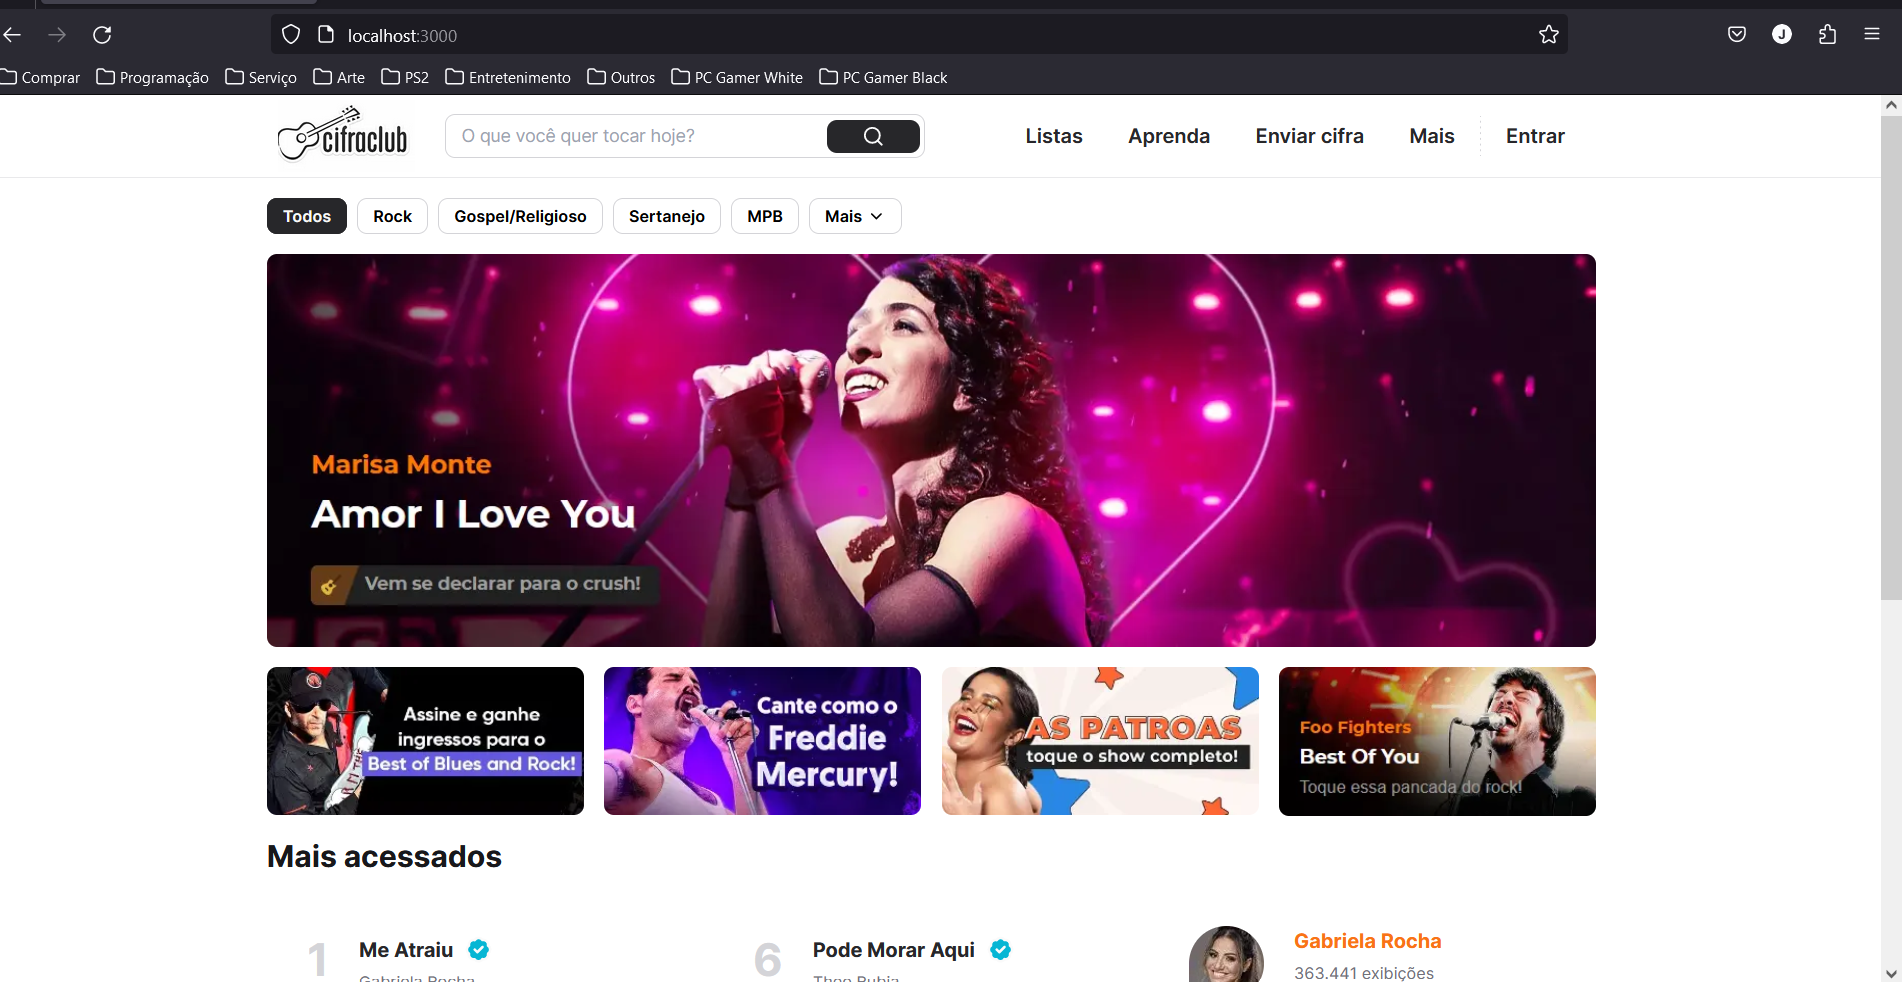 localhost:3000
Comprar Programação Serviço Arte PS2 Entretenimento Outros PC Gamer White PC Gamer Black
cifraclub O que você quer tocar hoje? Listas Aprenda Enviar cifra Mais Entrar
Todos Rock Gospel/Religioso Sertanejo MPB Mais
Marisa Monte
Amor I Love You
Vem se declarar para o crush!
Assine e ganhe
ingressos para o
Best of Blues and Rock!
Cante como o
Freddie
Mercury!
AS PATROAS
toque o show completo!
Foo Fighters
Best Of You
Toque essa pancada do rock!
Mais acessados
1 Me Atraiu
Gabriela Rocha
6 Pode Morar Aqui
Theo Rubia
Gabriela Rocha
363.441 exibições